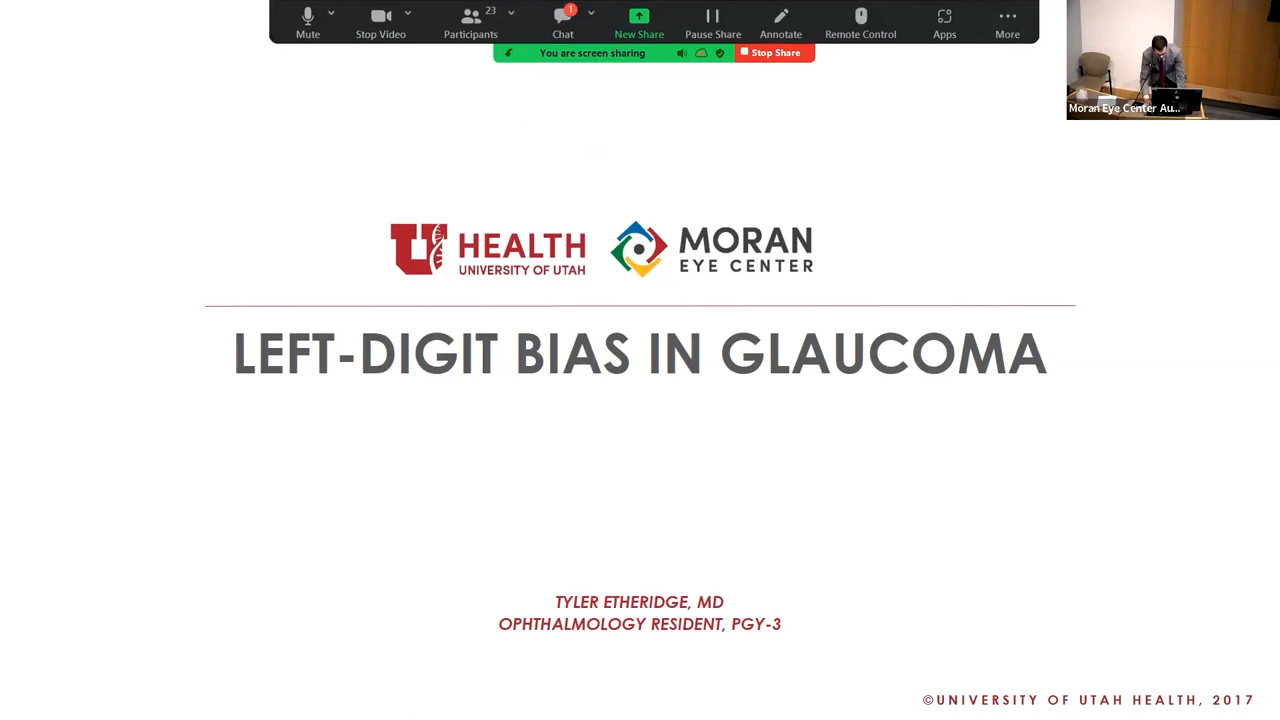 23
1
Mute
Stop Video
Participants
Chat
New Share
Pause Share
Annotate
Remote Control
Apps
More
You are screen sharing
Stop Share
Moran Eye Center Au...
U HEALTH
UNIVERSITY OF UTAH
MORAN
EYE CENTER
LEFT-DIGIT BIAS IN GLAUCOMA
TYLER ETHERIDGE, MD
OPHTHALMOLOGY RESIDENT, PGY-3
©UNIVERSITY OF UTAH HEALTH, 2017